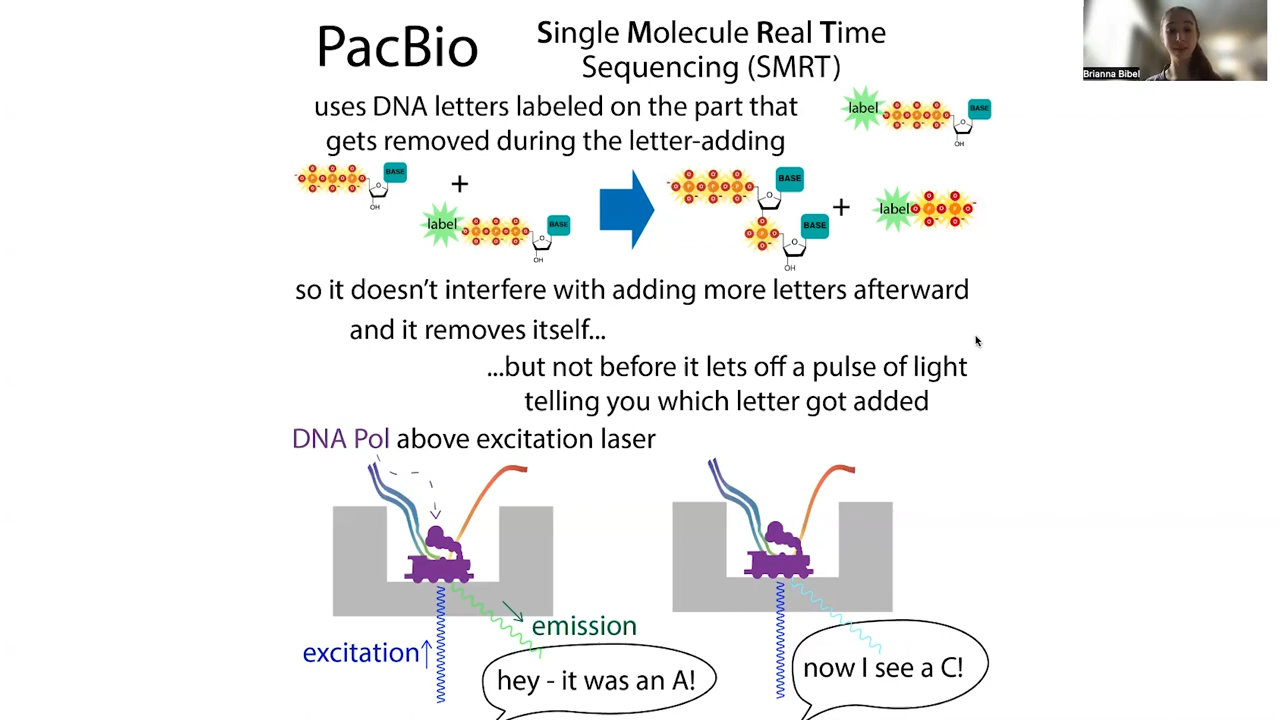 PacBio
Single Molecule Real Time
Sequencing (SMRT)
Brianna Bibel
uses DNA letters labeled on the part that
gets removed during the letter-adding
label
BASE
OH
BASE
OH
+
label
BASE
OH
BASE
BASE
OH
+
label
so it doesn't interfere with adding more letters afterward
and it removes itself...
...but not before it lets off a pulse of light
telling you which letter got added
DNA Pol above excitation laser
emission
excitation
hey - it was an A!
now I see a C!